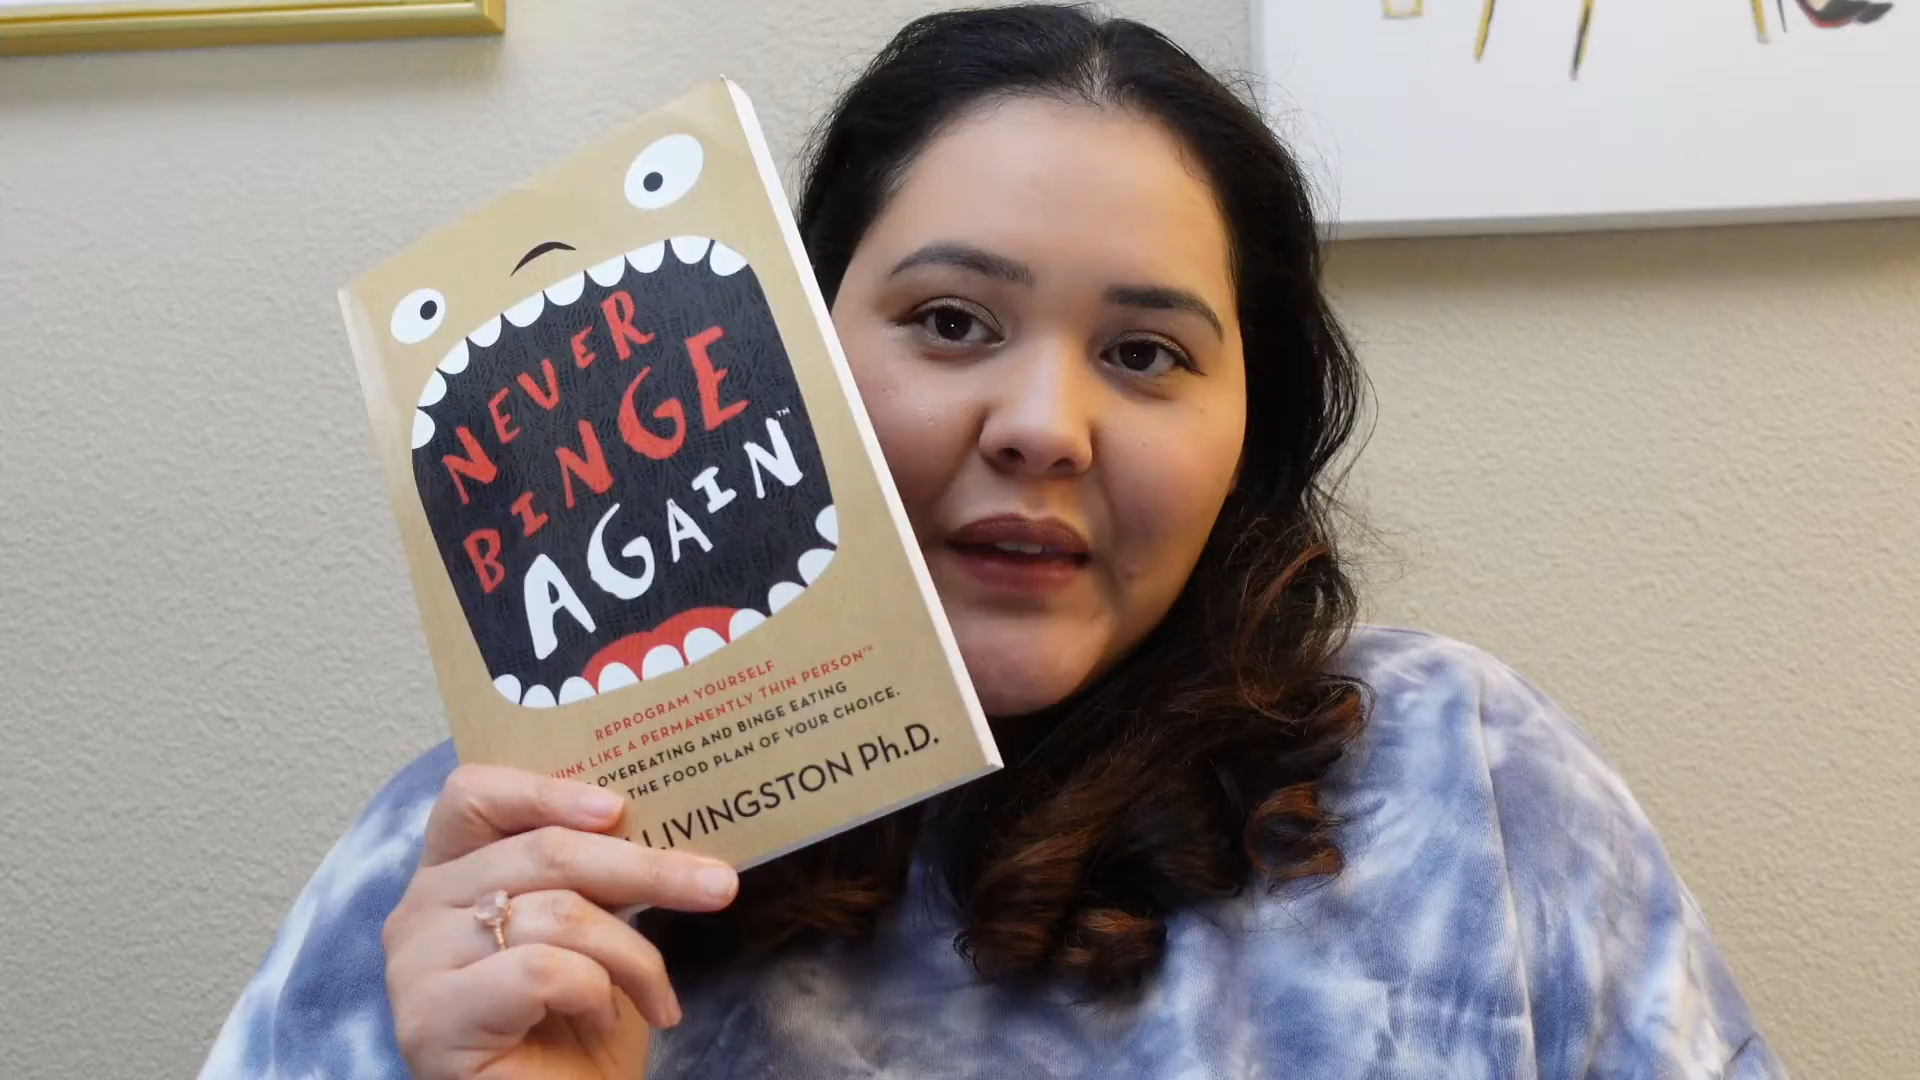 NEVER
BINGE
AGAIN™
REPROGRAM YOURSELF
LIKE A PERMANENTLY THIN PERSON™
OVEREATING AND BINGE EATING
THE FOOD PLAN OF YOUR CHOICE.
LIVINGSTON Ph.D.